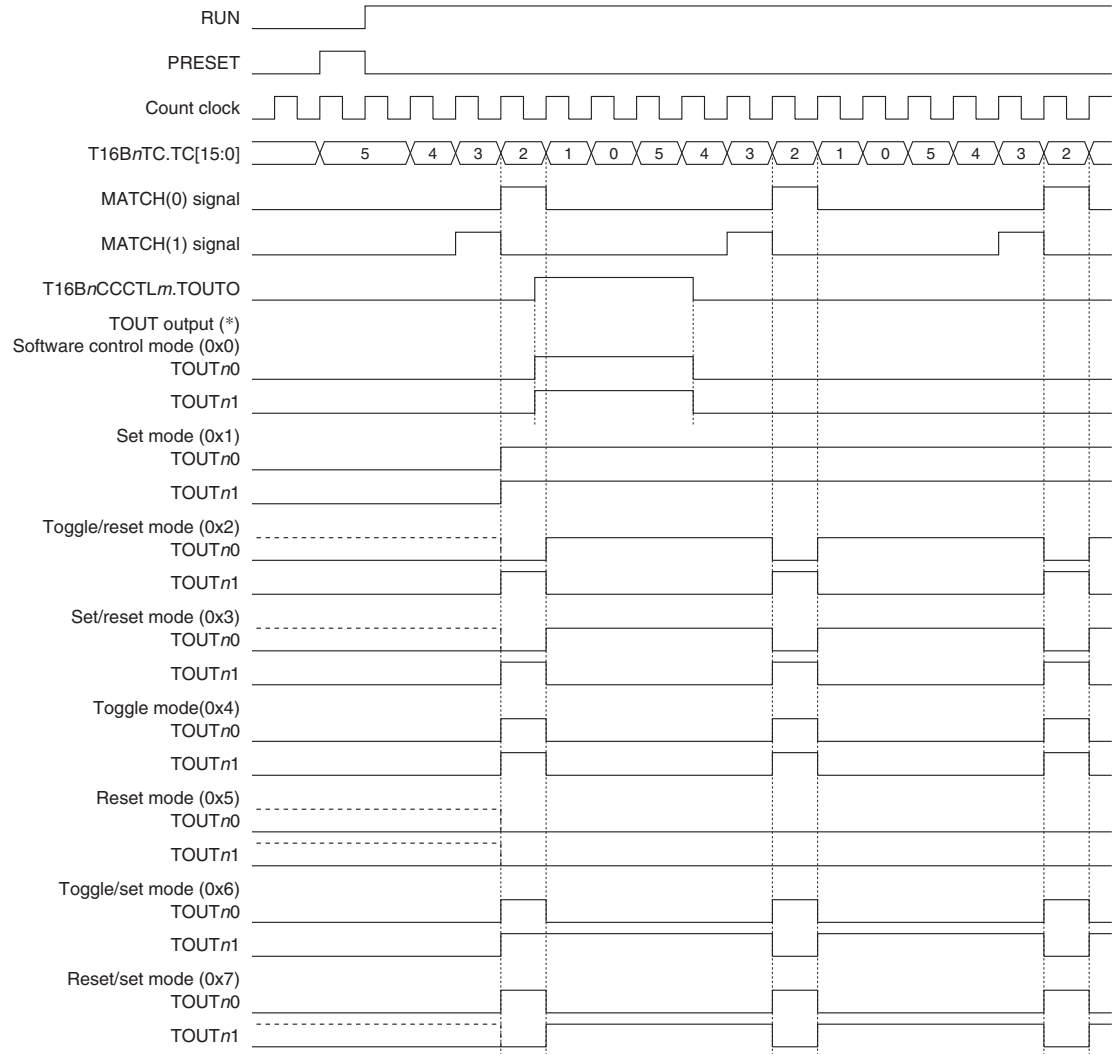 RUN
PRESET
Count clock
T16BnTC.TC[15:0] 5 4 3 2 1 0 5 4 3 2 1 0 5 4 3 2
MATCH(0) signal
MATCH(1) signal
T16BnCCCTLm.TOUTO
TOUT output (*)
Software control mode (0x0)
TOUTn0
TOUTn1
Set mode (0x1)
TOUTn0
TOUTn1
Toggle/reset mode (0x2)
TOUTn0
TOUTn1
Set/reset mode (0x3)
TOUTn0
TOUTn1
Toggle mode(0x4)
TOUTn0
TOUTn1
Reset mode (0x5)
TOUTn0
TOUTn1
Toggle/set mode (0x6)
TOUTn0
TOUTn1
Reset/set mode (0x7)
TOUTn0
TOUTn1